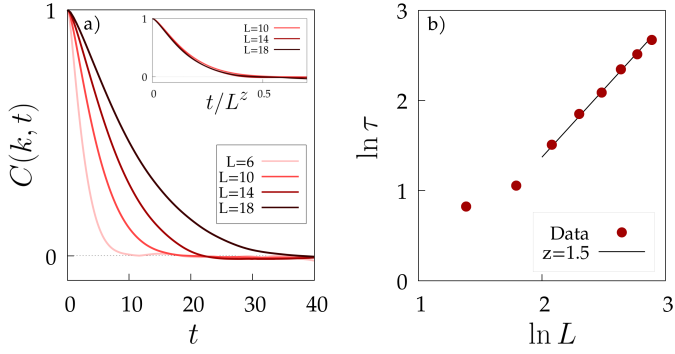 a)
1
0
C(k, t)
0
10
20
30
40
t
1
0
0
0.5
t/L^z
L=10
L=14
L=18
L=6
L=10
L=14
L=18
b)
3
2
1
0
ln τ
1
2
3
ln L
Data
z=1.5